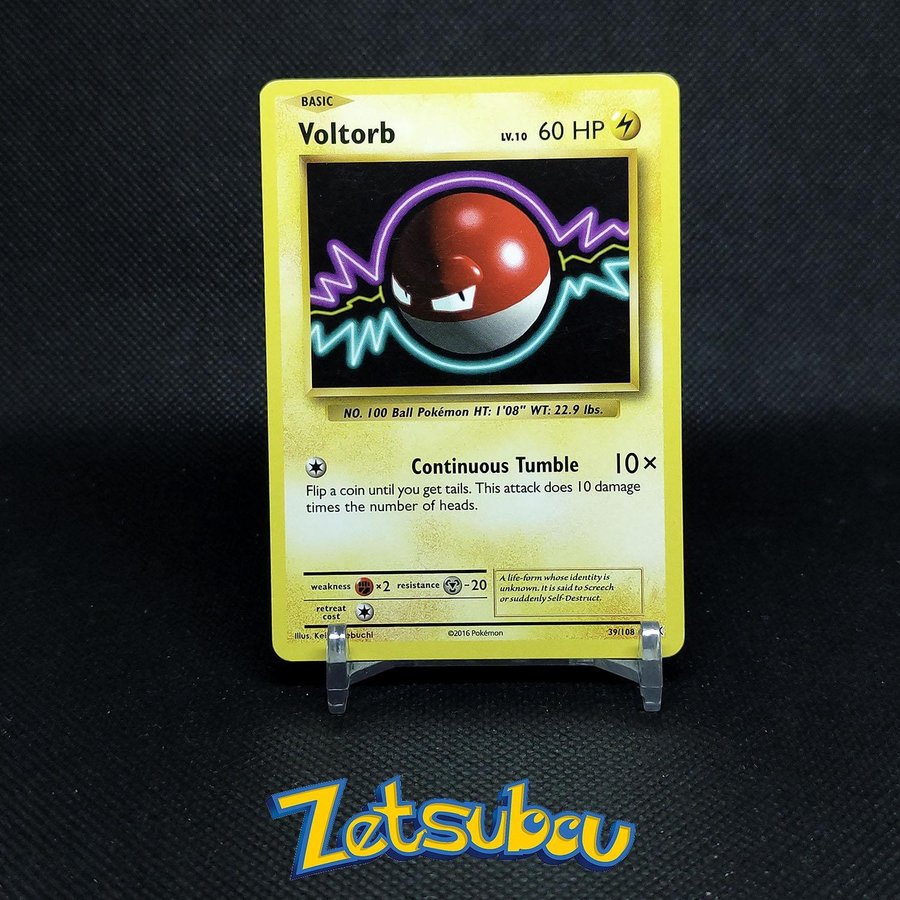 BASIC
Voltorb LV.10 60 HP
NO. 100 Ball Pokémon HT: 1'08" WT: 22.9 lbs.
Continuous Tumble 10×
Flip a coin until you get tails. This attack does 10 damage
times the number of heads.
weakness ×2 resistance -20
retreat
cost
A life-form whose identity is
unknown. It is said to Screech
or suddenly Self-Destruct.
Illus. ©2016 Pokémon 39/108
Zetsubou